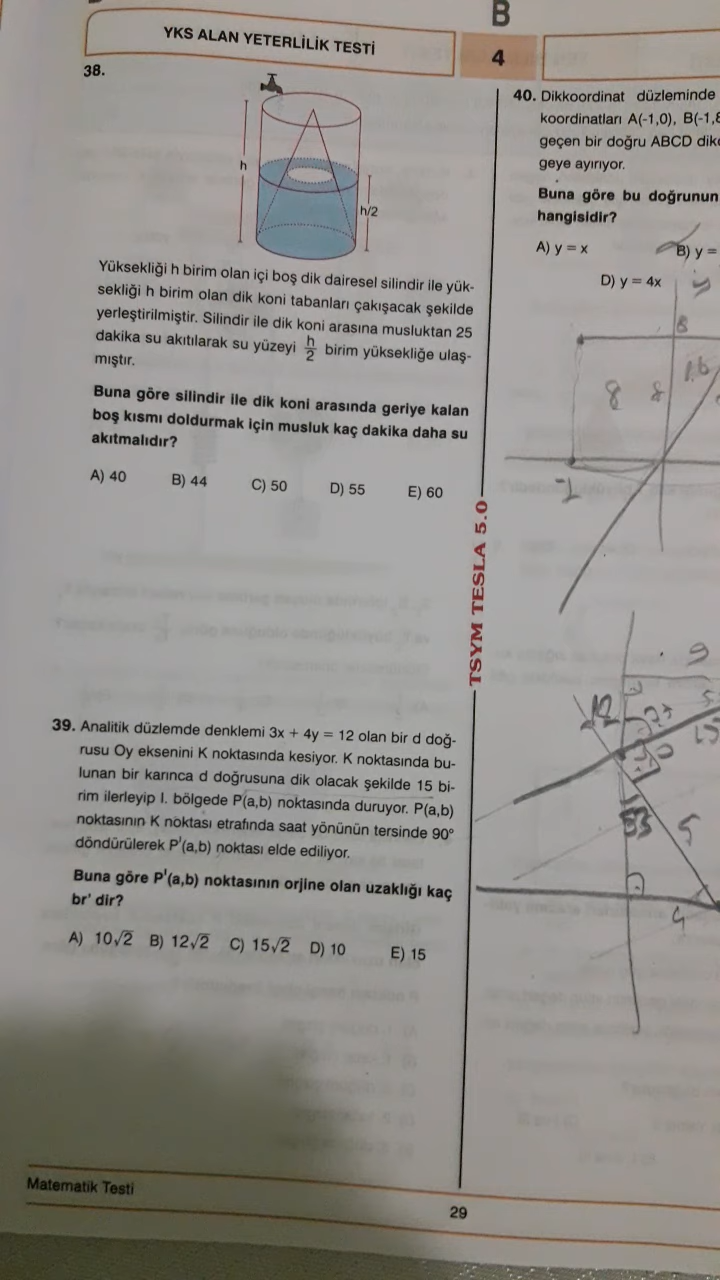 B
YKS ALAN YETERLİLİK TESTİ
4
38.
h
h/2
Yüksekliği h birim olan içi boş dik dairesel silindir ile yük-
sekliği h birim olan dik koni tabanları çakışacak şekilde
yerleştirilmiştir. Silindir ile dik koni arasına musluktan 25
dakika su akıtılarak su yüzeyi h/2 birim yüksekliğe ulaş-
mıştır.
Buna göre silindir ile dik koni arasında geriye kalan
boş kısmı doldurmak için musluk kaç dakika daha su
akıtmalıdır?
A) 40 B) 44 C) 50 D) 55 E) 60
39. Analitik düzlemde denklemi 3x + 4y = 12 olan bir d doğ-
rusu Oy eksenini K noktasında kesiyor. K noktasında bu-
lunan bir karınca d doğrusuna dik olacak şekilde 15 bi-
rim ilerleyip I. bölgede P(a,b) noktasında duruyor. P(a,b)
noktasının K noktası etrafında saat yönünün tersinde 90°
döndürülerek P'(a,b) noktası elde ediliyor.
Buna göre P'(a,b) noktasının orjine olan uzaklığı kaç
br' dir?
A) 10√2 B) 12√2 C) 15√2 D) 10 E) 15
TSYM TESLA 5.0
40. Dikkoordinat düzleminde
koordinatları A(-1,0), B(-1,8
geçen bir doğru ABCD dik
geye ayırıyor.
Buna göre bu doğrunun
hangisidir?
A) y = x B) y =
D) y = 4x
8
8
8
-1
5
4
Matematik Testi
29